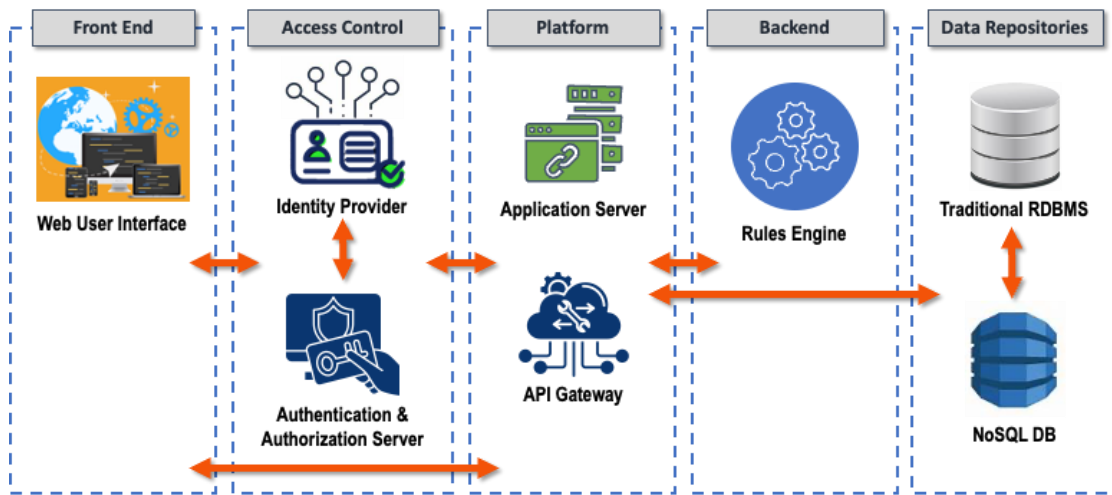 Front End
Access Control
Platform
Backend
Data Repositories
Web User Interface
Identity Provider
Application Server
Rules Engine
Traditional RDBMS
Authentication &
Authorization Server
API Gateway
NoSQL DB